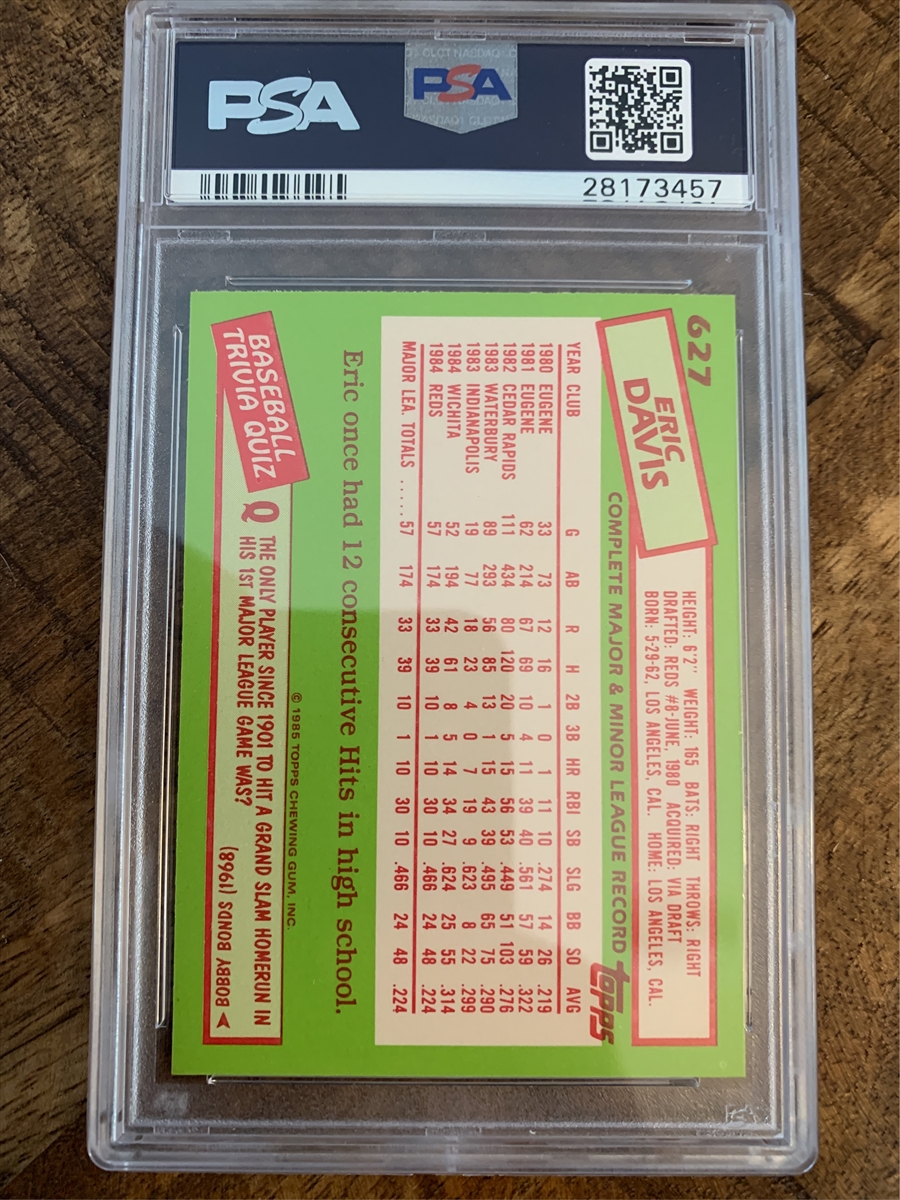 PSA
PSA
28173457
627
ERIC
DAVIS
HEIGHT: 6'2" WEIGHT: 165 BATS: RIGHT THROWS: RIGHT
DRAFTED: REDS #8-JUNE, 1980 ACQUIRED: VIA DRAFT
BORN: 5-29-62, LOS ANGELES, CAL. HOME: LOS ANGELES, CAL.
COMPLETE MAJOR & MINOR LEAGUE RECORD
topps
YEAR CLUB G AB R H 2B 3B HR RBI SB SLG BB SO AVG
1980 EUGENE 33 73 12 16 1 0 1 11 10 .274 14 26 .219
1981 EUGENE 62 214 67 69 10 4 11 39 40 .561 57 59 .322
1982 CEDAR RAPIDS 111 434 80 120 20 5 15 56 53 .449 51 103 .276
1983 WATERBURY 89 293 56 85 13 1 15 43 39 .495 65 75 .290
1983 INDIANAPOLIS 19 77 18 23 4 0 7 19 9 .623 8 22 .299
1984 WICHITA 52 194 42 61 8 5 14 34 27 .624 25 55 .314
1984 REDS 57 174 33 39 10 1 10 30 10 .466 24 48 .224
MAJOR LEA. TOTALS ..... 57 174 33 39 10 1 10 30 10 .466 24 48 .224
Eric once had 12 consecutive Hits in high school.
© 1985 TOPPS CHEWING GUM, INC.
BASEBALL
TRIVIA QUIZ
Q THE ONLY PLAYER SINCE 1901 TO HIT A GRAND SLAM HOMERUN IN
HIS 1ST MAJOR LEAGUE GAME WAS?
BOBBY BONDS (1968)